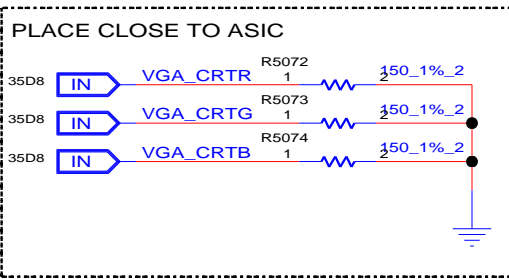 PLACE CLOSE TO ASIC
R5072
35D8 IN VGA_CRTR 1 2 150_1%_2
R5073
35D8 IN VGA_CRTG 1 2 150_1%_2
R5074
35D8 IN VGA_CRTB 1 2 150_1%_2